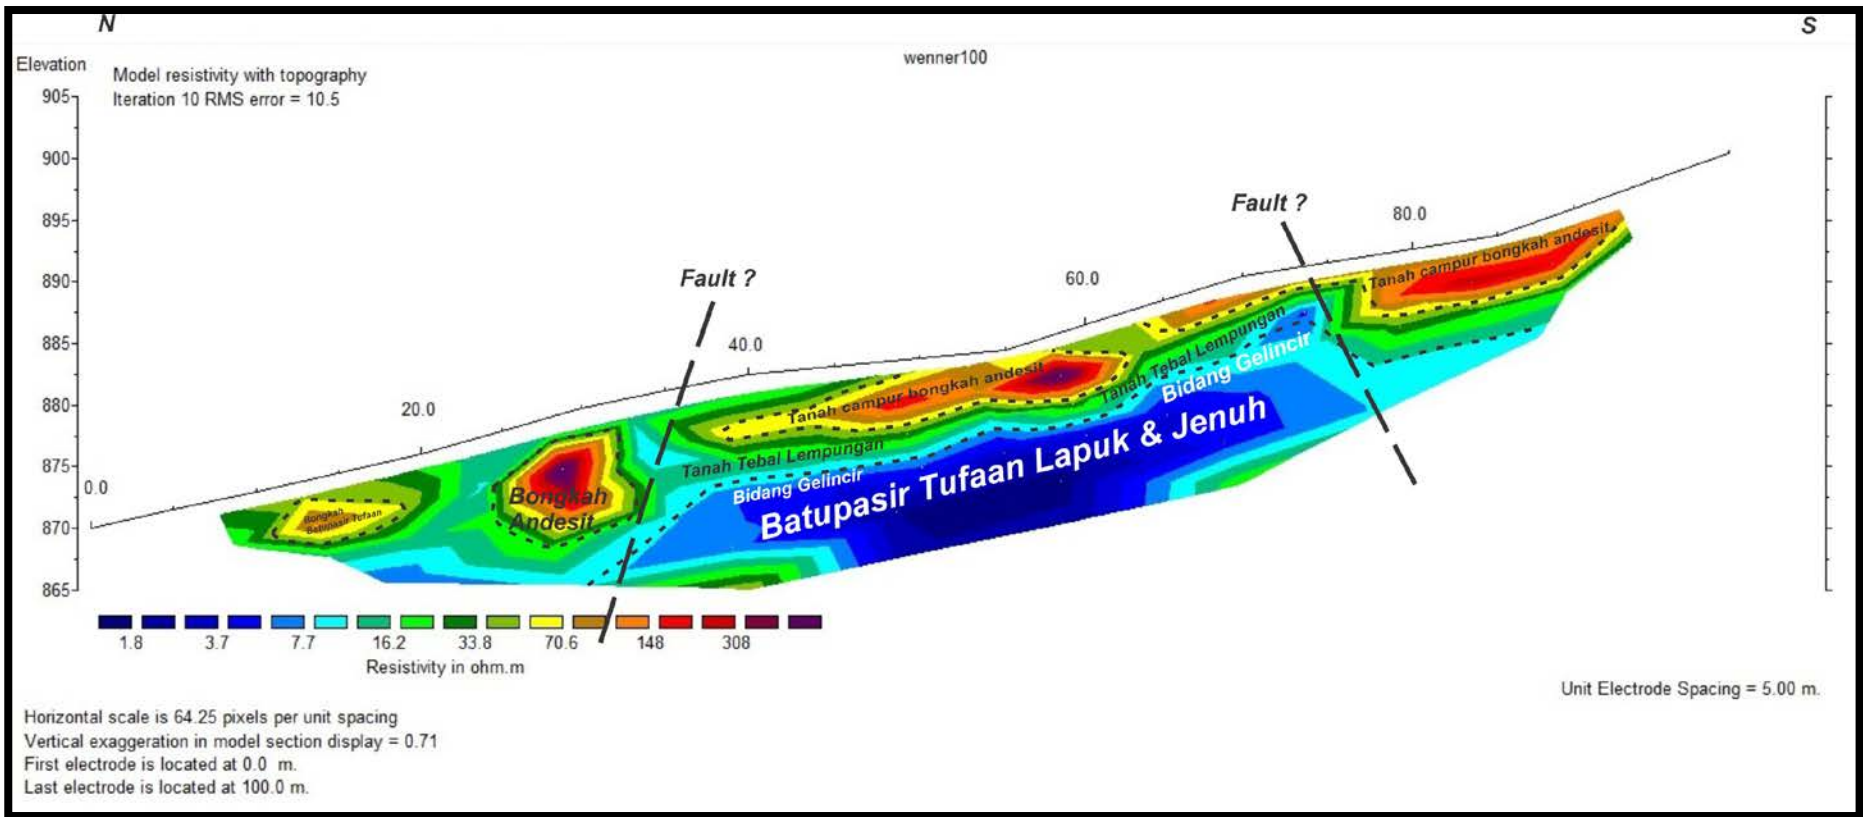 N
S
Elevation
wenner100
Model resistivity with topography
Iteration 10 RMS error = 10.5
905
900
895
890
885
880
875
870
865
0.0
20.0
40.0
60.0
80.0
Fault ?
Fault ?
Tanah campur bongkah andesit
Tanah campur bongkah andesit
Tanah Tebal Lempungan
Tanah Tebal Lempungan
Bidang Gelincir
Bidang Gelincir
Batupasir Tufaan Lapuk & Jenuh
Bongkah
Andesit
Bongkah
Batupasir Tufaan
1.8 3.7 7.7 16.2 33.8 70.6 148 308
Resistivity in ohm.m
Unit Electrode Spacing = 5.00 m.
Horizontal scale is 64.25 pixels per unit spacing
Vertical exaggeration in model section display = 0.71
First electrode is located at 0.0 m.
Last electrode is located at 100.0 m.